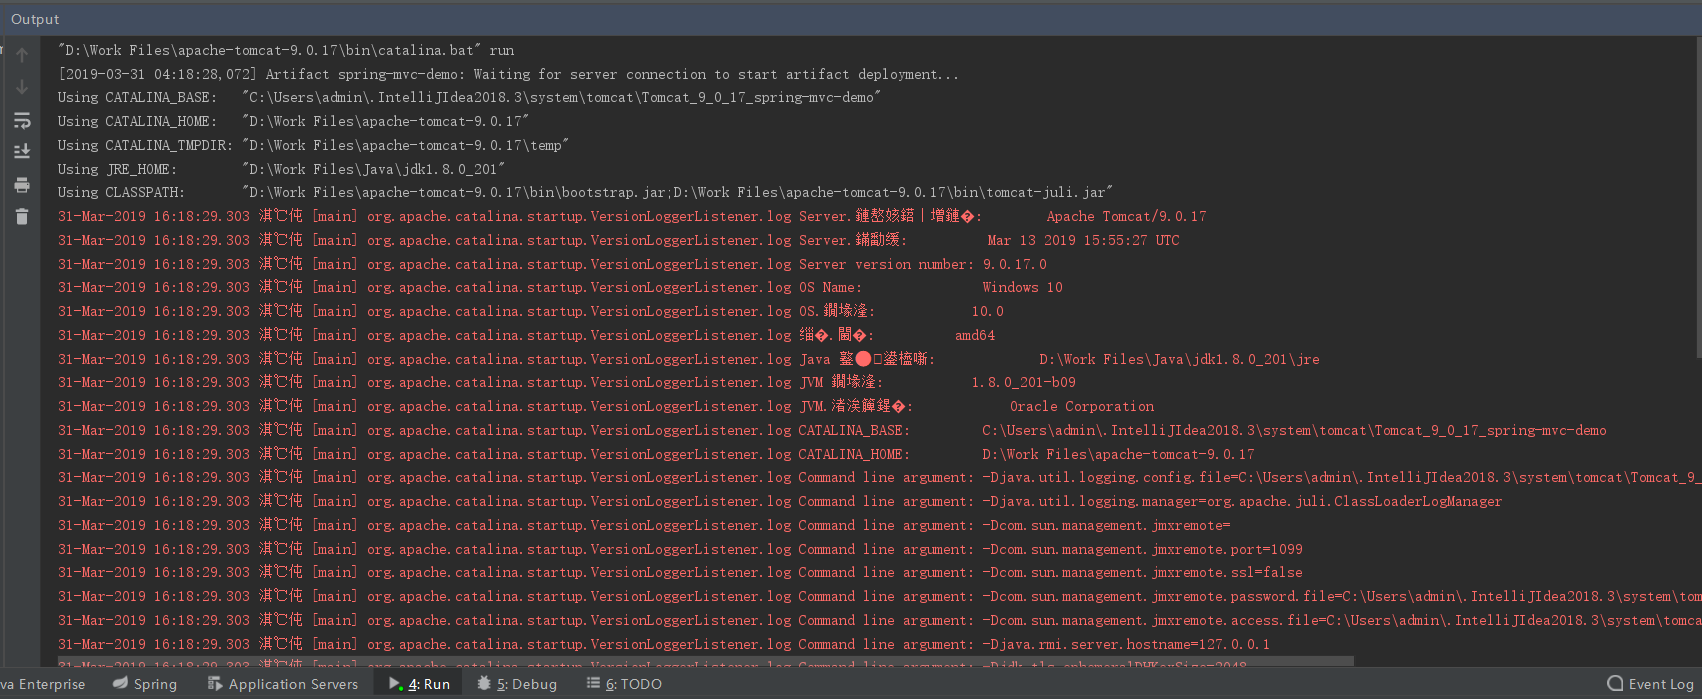 Output
"D:\Work Files\apache-tomcat-9.0.17\bin\catalina.bat" run
[2019-03-31 04:18:28,072] Artifact spring-mvc-demo: Waiting for server connection to start artifact deployment...
Using CATALINA_BASE:   "C:\Users\admin\.IntelliJIdea2018.3\system\tomcat\Tomcat_9_0_17_spring-mvc-demo"
Using CATALINA_HOME:   "D:\Work Files\apache-tomcat-9.0.17"
Using CATALINA_TMPDIR: "D:\Work Files\apache-tomcat-9.0.17\temp"
Using JRE_HOME:        "D:\Work Files\Java\jdk1.8.0_201"
Using CLASSPATH:       "D:\Work Files\apache-tomcat-9.0.17\bin\bootstrap.jar;D:\Work Files\apache-tomcat-9.0.17\bin\tomcat-juli.jar"
31-Mar-2019 16:18:29.303 淇℃伅 [main] org.apache.catalina.startup.VersionLoggerListener.log Server. Apache Tomcat/9.0.17
31-Mar-2019 16:18:29.303 淇℃伅 [main] org.apache.catalina.startup.VersionLoggerListener.log Server. Mar 13 2019 15:55:27 UTC
31-Mar-2019 16:18:29.303 淇℃伅 [main] org.apache.catalina.startup.VersionLoggerListener.log Server version number: 9.0.17.0
31-Mar-2019 16:18:29.303 淇℃伅 [main] org.apache.catalina.startup.VersionLoggerListener.log OS Name: Windows 10
31-Mar-2019 16:18:29.303 淇℃伅 [main] org.apache.catalina.startup.VersionLoggerListener.log OS.鐗堟湰: 10.0
31-Mar-2019 16:18:29.303 淇℃伅 [main] org.apache.catalina.startup.VersionLoggerListener.log amd64
31-Mar-2019 16:18:29.303 淇℃伅 [main] org.apache.catalina.startup.VersionLoggerListener.log Java D:\Work Files\Java\jdk1.8.0_201\jre
31-Mar-2019 16:18:29.303 淇℃伅 [main] org.apache.catalina.startup.VersionLoggerListener.log JVM 鐗堟湰: 1.8.0_201-b09
31-Mar-2019 16:18:29.303 淇℃伅 [main] org.apache.catalina.startup.VersionLoggerListener.log JVM. Oracle Corporation
31-Mar-2019 16:18:29.303 淇℃伅 [main] org.apache.catalina.startup.VersionLoggerListener.log CATALINA_BASE: C:\Users\admin\.IntelliJIdea2018.3\system\tomcat\Tomcat_9_0_17_spring-mvc-demo
31-Mar-2019 16:18:29.303 淇℃伅 [main] org.apache.catalina.startup.VersionLoggerListener.log CATALINA_HOME: D:\Work Files\apache-tomcat-9.0.17
31-Mar-2019 16:18:29.303 淇℃伅 [main] org.apache.catalina.startup.VersionLoggerListener.log Command line argument: -Djava.util.logging.config.file=C:\Users\admin\.IntelliJIdea2018.3\system\tomcat\Tomcat_9_
31-Mar-2019 16:18:29.303 淇℃伅 [main] org.apache.catalina.startup.VersionLoggerListener.log Command line argument: -Djava.util.logging.manager=org.apache.juli.ClassLoaderLogManager
31-Mar-2019 16:18:29.303 淇℃伅 [main] org.apache.catalina.startup.VersionLoggerListener.log Command line argument: -Dcom.sun.management.jmxremote=
31-Mar-2019 16:18:29.303 淇℃伅 [main] org.apache.catalina.startup.VersionLoggerListener.log Command line argument: -Dcom.sun.management.jmxremote.port=1099
31-Mar-2019 16:18:29.303 淇℃伅 [main] org.apache.catalina.startup.VersionLoggerListener.log Command line argument: -Dcom.sun.management.jmxremote.ssl=false
31-Mar-2019 16:18:29.303 淇℃伅 [main] org.apache.catalina.startup.VersionLoggerListener.log Command line argument: -Dcom.sun.management.jmxremote.password.file=C:\Users\admin\.IntelliJIdea2018.3\system\tom
31-Mar-2019 16:18:29.303 淇℃伅 [main] org.apache.catalina.startup.VersionLoggerListener.log Command line argument: -Dcom.sun.management.jmxremote.access.file=C:\Users\admin\.IntelliJIdea2018.3\system\tomca
31-Mar-2019 16:18:29.303 淇℃伅 [main] org.apache.catalina.startup.VersionLoggerListener.log Command line argument: -Djava.rmi.server.hostname=127.0.0.1
31-Mar-2019 16:18:29.303 淇℃伅 [main] org.apache.catalina.startup.VersionLoggerListener.log Command line argument: -Djdk.tls.ephemeralDHKeySize=2048
va Enterprise Spring Application Servers 4: Run 5: Debug 6: TODO Event Log